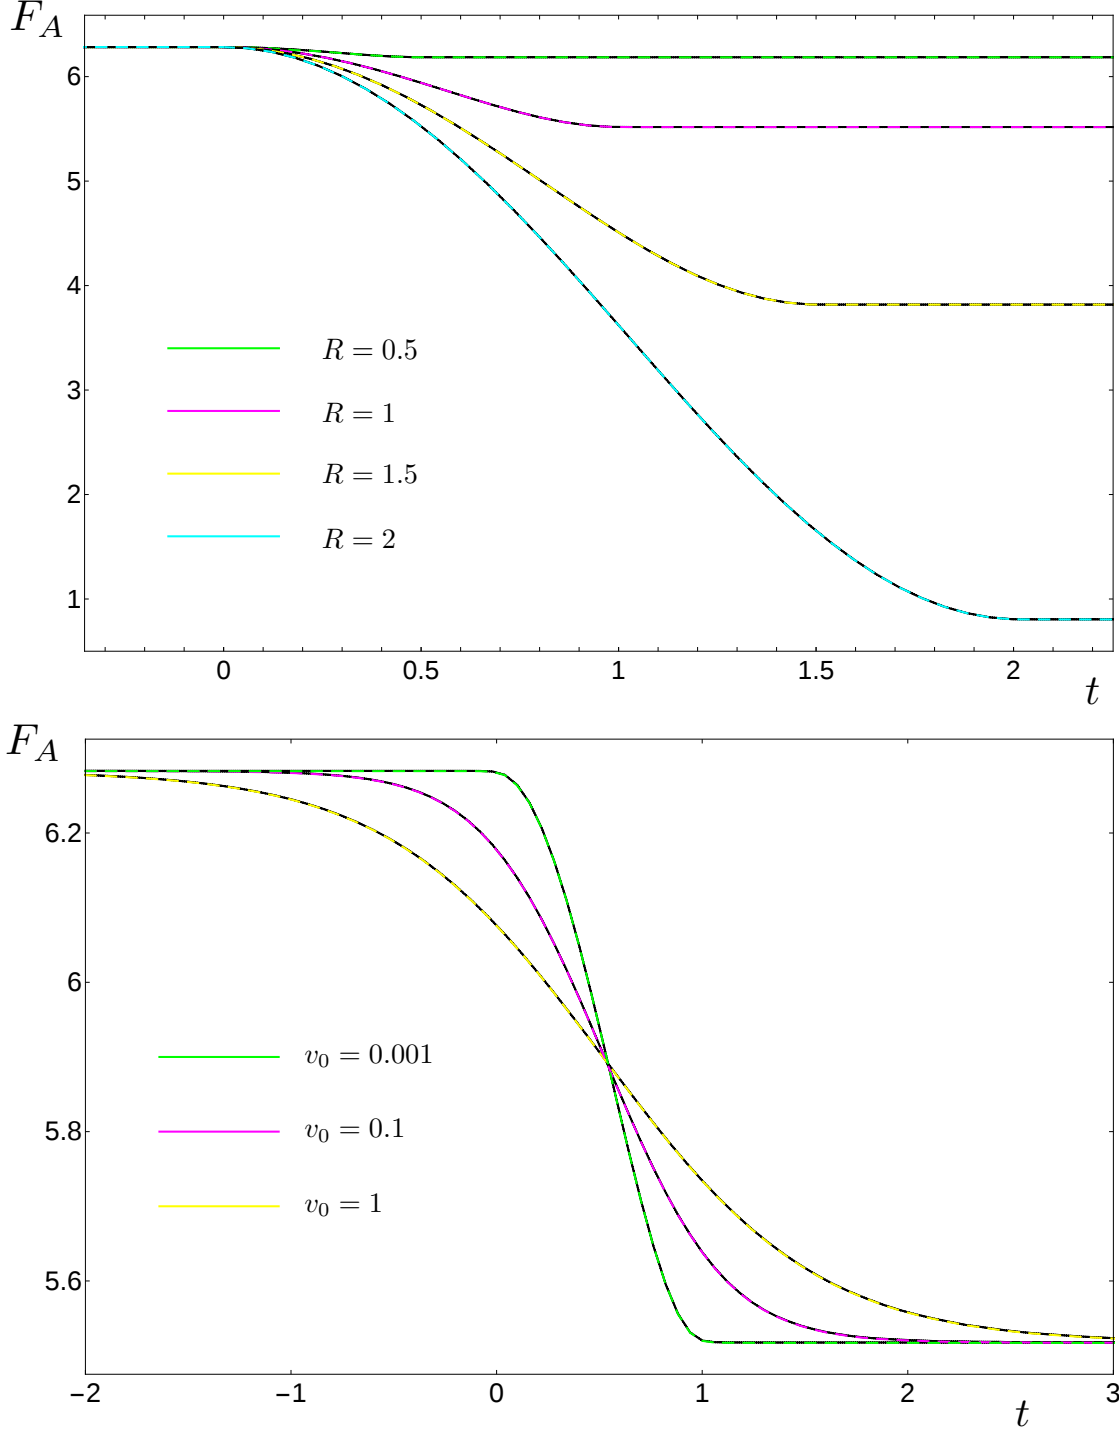 F_A
6
5
4
3
2
1
R = 0.5
R = 1
R = 1.5
R = 2
0 0.5 1 1.5 2
t
F_A
6.2
6
5.8
5.6
v_0 = 0.001
v_0 = 0.1
v_0 = 1
−2 −1 0 1 2 3
t